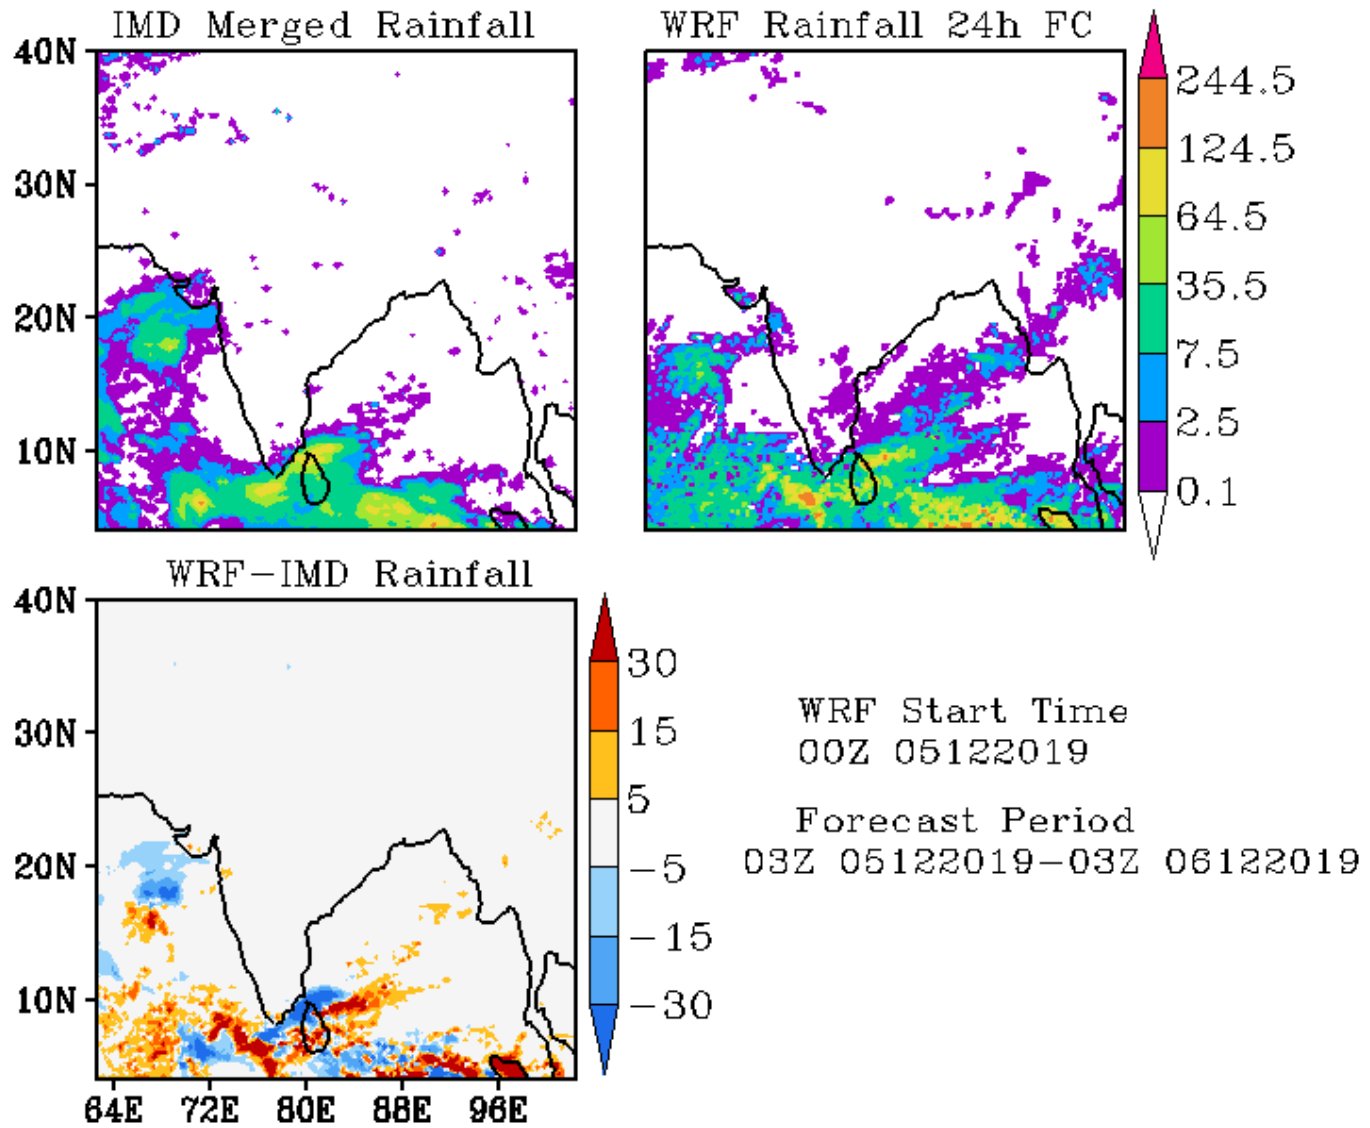 IMD Merged Rainfall
WRF Rainfall 24h FC
40N
30N
20N
10N
244.5
124.5
64.5
35.5
7.5
2.5
0.1
WRF-IMD Rainfall
40N
30N
20N
10N
64E 72E 80E 88E 96E
30
15
5
-5
-15
-30
WRF Start Time
00Z 05122019
Forecast Period
03Z 05122019-03Z 06122019